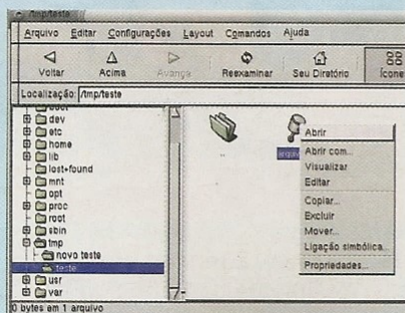 /tmp/teste
Arquivo Editar Configurações Layout Comandos Ajuda
Voltar Acima Avança Reexaminar Seu Diretório Ícone
Localização: /tmp/teste
boot
dev
etc
home
lib
lost+found
mnt
opt
proc
root
sbin
tmp
novo teste
teste
usr
var
Abrir
Abrir com...
Visualizar
Editar
Copiar...
Excluir
Mover...
Ligação simbólica...
Propriedades...
0 bytes em 1 arquivo